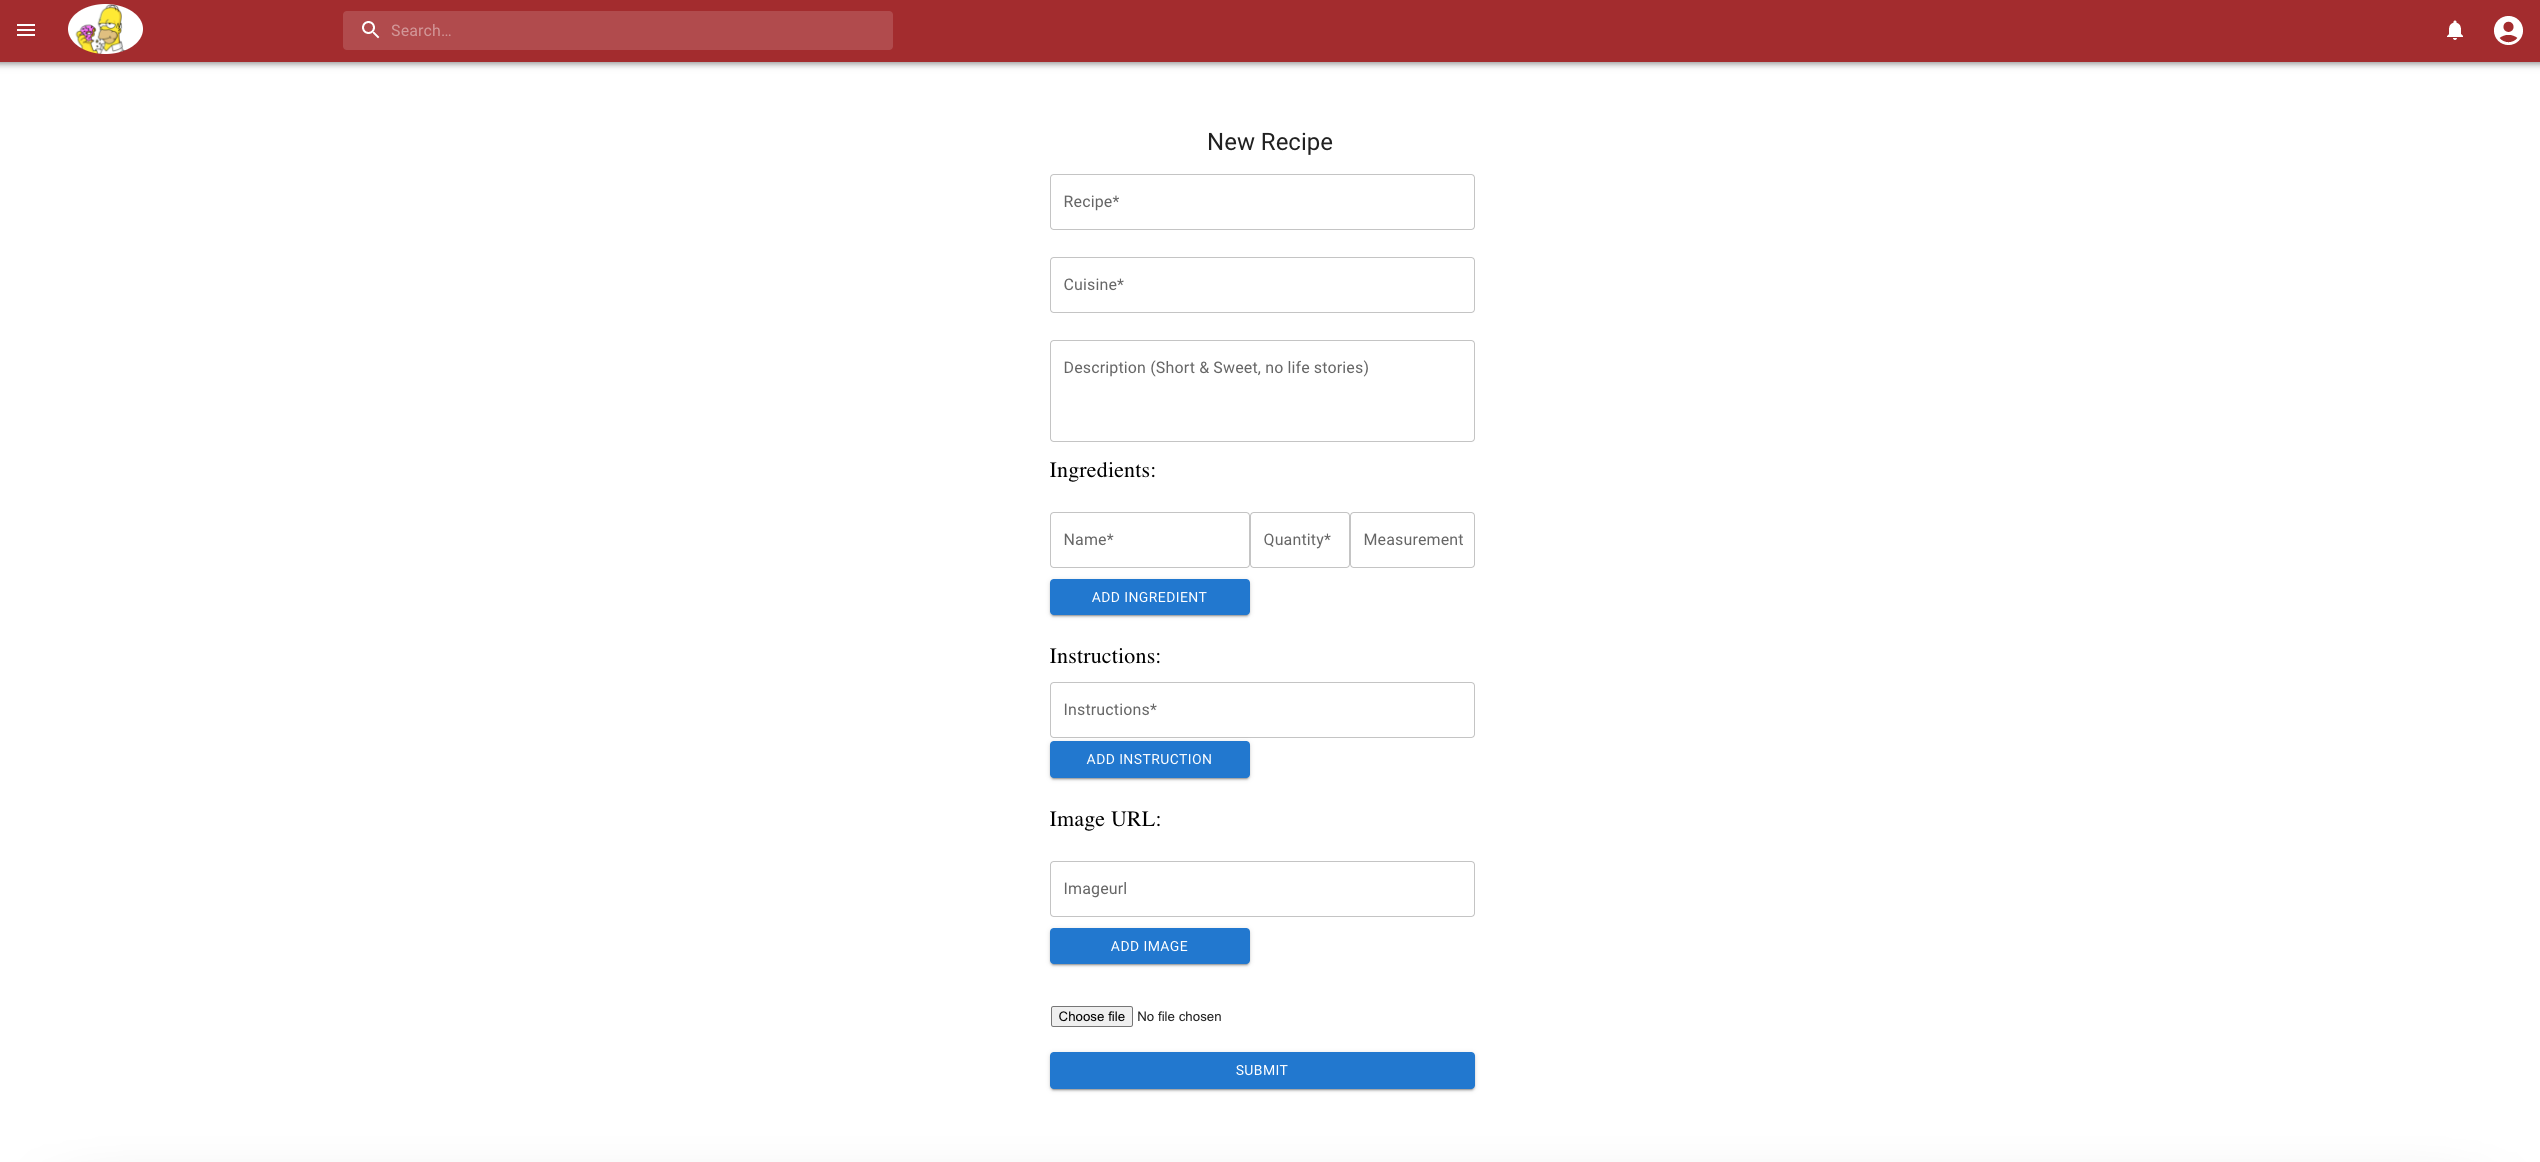 Search...
New Recipe
Recipe*
Cuisine*
Description (Short & Sweet, no life stories)
Ingredients:
Name* Quantity* Measurement
ADD INGREDIENT
Instructions:
Instructions*
ADD INSTRUCTION
Image URL:
Imageurl
ADD IMAGE
Choose file No file chosen
SUBMIT